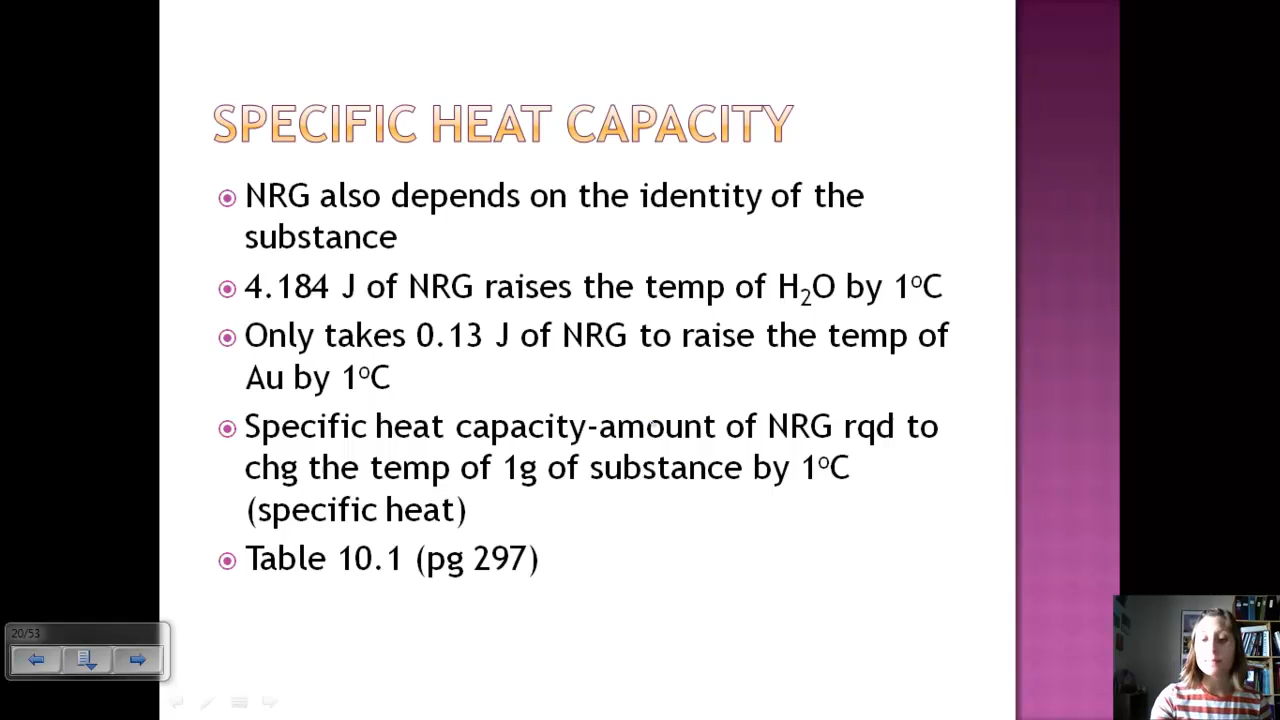 SPECIFIC HEAT CAPACITY
NRG also depends on the identity of the
substance
4.184 J of NRG raises the temp of H₂O by 1ºC
Only takes 0.13 J of NRG to raise the temp of
Au by 1ºC
Specific heat capacity-amount of NRG rqd to
chg the temp of 1g of substance by 1ºC
(specific heat)
Table 10.1 (pg 297)
20/53